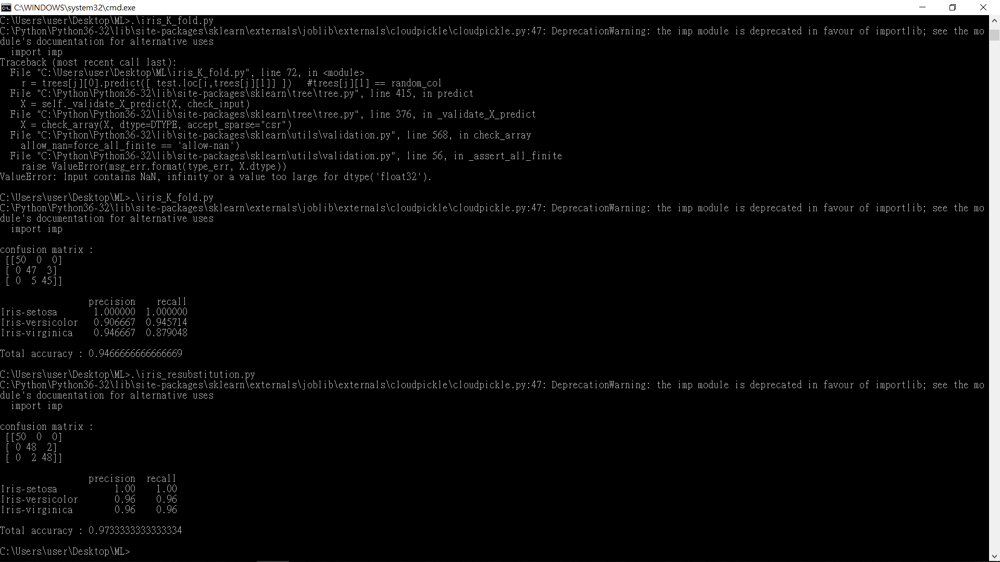 C:\WINDOWS\system32\cmd.exe
C:\Users\user\Desktop\ML>.\iris_K_fold.py
C:\Python\Python36-32\lib\site-packages\sklearn\externals\joblib\externals\cloudpickle\cloudpickle.py:47: DeprecationWarning: the imp module is deprecated in favour of importlib; see the mo
dule's documentation for alternative uses
  import imp
Traceback (most recent call last):
  File "C:\Users\user\Desktop\ML\iris_K_fold.py", line 72, in <module>
    r = trees[j][0].predict([ test.loc[i,trees[j][1]] ])   #trees[j][1] == random_col
  File "C:\Python\Python36-32\lib\site-packages\sklearn\tree\tree.py", line 415, in predict
    X = self._validate_X_predict(X, check_input)
  File "C:\Python\Python36-32\lib\site-packages\sklearn\tree\tree.py", line 376, in _validate_X_predict
    X = check_array(X, dtype=DTYPE, accept_sparse="csr")
  File "C:\Python\Python36-32\lib\site-packages\sklearn\utils\validation.py", line 568, in check_array
    allow_nan=force_all_finite == 'allow-nan')
  File "C:\Python\Python36-32\lib\site-packages\sklearn\utils\validation.py", line 56, in _assert_all_finite
    raise ValueError(msg_err.format(type_err, X.dtype))
ValueError: Input contains NaN, infinity or a value too large for dtype('float32').
C:\Users\user\Desktop\ML>.\iris_K_fold.py
C:\Python\Python36-32\lib\site-packages\sklearn\externals\joblib\externals\cloudpickle\cloudpickle.py:47: DeprecationWarning: the imp module is deprecated in favour of importlib; see the mo
dule's documentation for alternative uses
  import imp
confusion matrix :
 [[50  0  0]
 [ 0 47  3]
 [ 0  5 45]]
                 precision    recall
Iris-setosa       1.000000  1.000000
Iris-versicolor   0.906667  0.945714
Iris-virginica    0.946667  0.879048
Total accuracy : 0.9466666666666669
C:\Users\user\Desktop\ML>.\iris_resubstitution.py
C:\Python\Python36-32\lib\site-packages\sklearn\externals\joblib\externals\cloudpickle\cloudpickle.py:47: DeprecationWarning: the imp module is deprecated in favour of importlib; see the mo
dule's documentation for alternative uses
  import imp
confusion matrix :
 [[50  0  0]
 [ 0 48  2]
 [ 0  2 48]]
                 precision  recall
Iris-setosa           1.00    1.00
Iris-versicolor       0.96    0.96
Iris-virginica        0.96    0.96
Total accuracy : 0.9733333333333334
C:\Users\user\Desktop\ML>